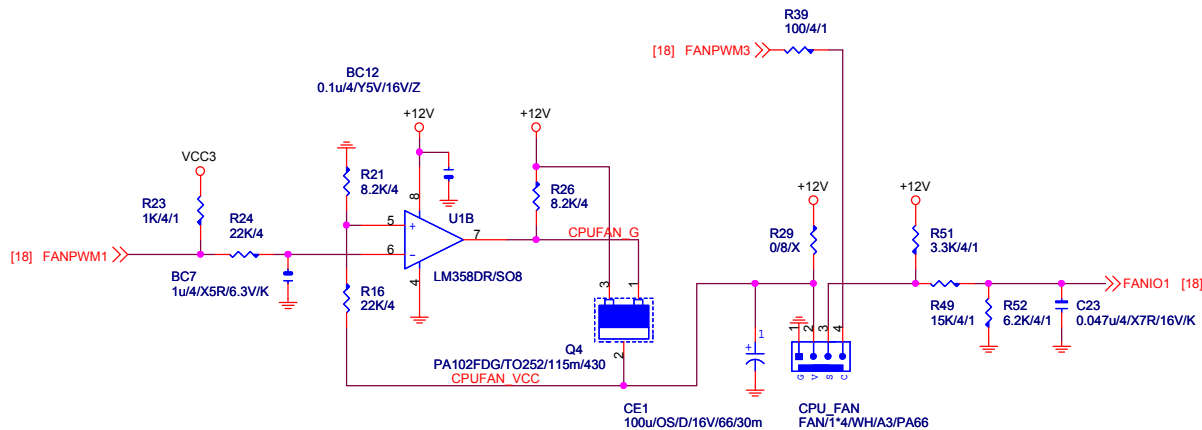 R39
100/4/1
[18] FANPWM3
BC12
0.1u/4/Y5V/16V/Z
+12V
+12V
VCC3
R21
8.2K/4
R26
8.2K/4
+12V
+12V
R23
1K/4/1
R24
22K/4
8
U1B
5
+
6
-
7
4
CPUFAN_G
R29
0/8/X
R51
3.3K/4/1
[18] FANPWM1
BC7
1u/4/X5R/6.3V/K
LM358DR/SO8
R16
22K/4
3
1
FANIO1 [18]
R49
15K/4/1
R52
6.2K/4/1
C23
0.047u/4/X7R/16V/K
1
2
3
4
+
1
G
V
S
C
Q4
2
PA102FDG/TO252/115m/430
CPUFAN_VCC
CE1
100u/OS/D/16V/66/30m
CPU_FAN
FAN/1*4/WH/A3/PA66